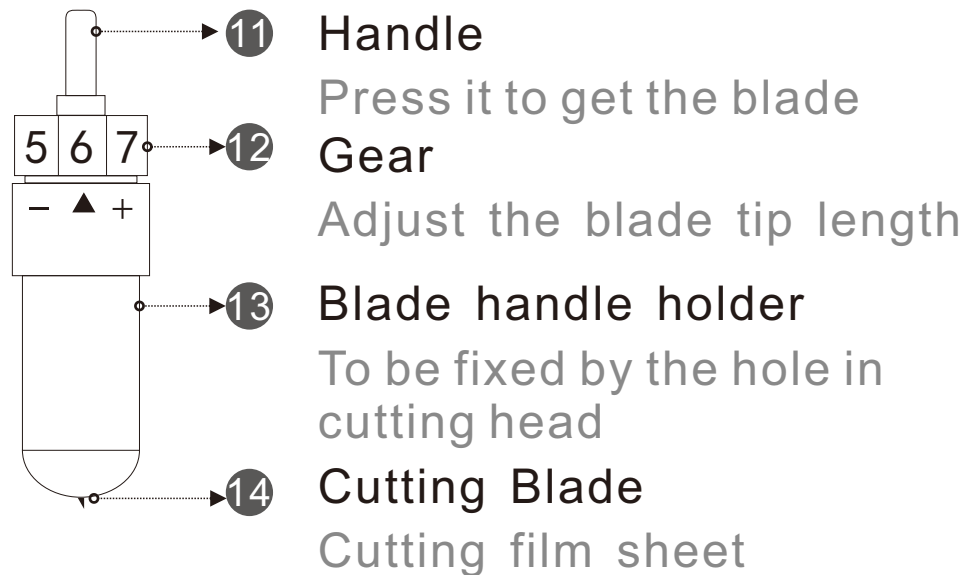 11 Handle
Press it to get the blade
5 6 7
12 Gear
– ▲ +
Adjust the blade tip length
13 Blade handle holder
To be fixed by the hole in
cutting head
14 Cutting Blade
Cutting film sheet